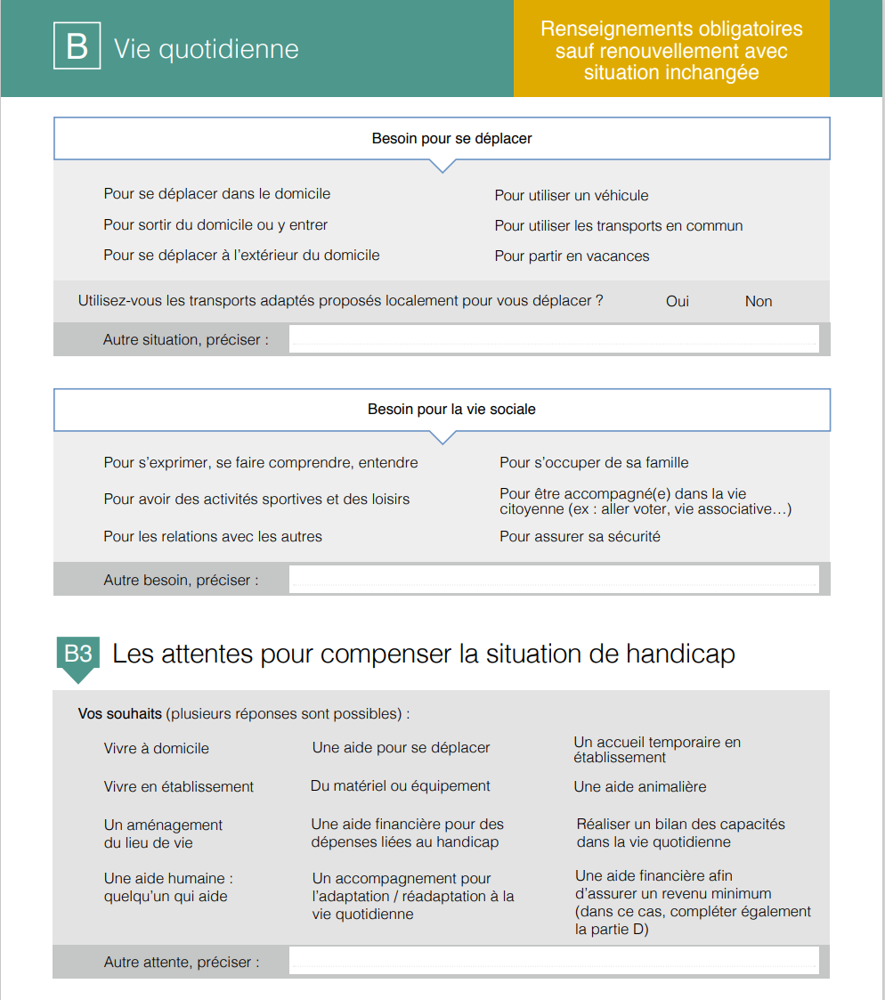 B Vie quotidienne
Renseignements obligatoires
sauf renouvellement avec
situation inchangée
Besoin pour se déplacer
Pour se déplacer dans le domicile
Pour utiliser un véhicule
Pour sortir du domicile ou y entrer
Pour utiliser les transports en commun
Pour se déplacer à l’extérieur du domicile
Pour partir en vacances
Utilisez-vous les transports adaptés proposés localement pour vous déplacer ? Oui Non
Autre situation, préciser :
Besoin pour la vie sociale
Pour s’exprimer, se faire comprendre, entendre
Pour s’occuper de sa famille
Pour avoir des activités sportives et des loisirs
Pour être accompagné(e) dans la vie
citoyenne (ex : aller voter, vie associative…)
Pour les relations avec les autres
Pour assurer sa sécurité
Autre besoin, préciser :
B3 Les attentes pour compenser la situation de handicap
Vos souhaits (plusieurs réponses sont possibles) :
Vivre à domicile
Une aide pour se déplacer
Un accueil temporaire en
établissement
Vivre en établissement
Du matériel ou équipement
Une aide animalière
Un aménagement
du lieu de vie
Une aide financière pour des
dépenses liées au handicap
Réaliser un bilan des capacités
dans la vie quotidienne
Une aide humaine :
quelqu’un qui aide
Un accompagnement pour
l’adaptation / réadaptation à la
vie quotidienne
Une aide financière afin
d’assurer un revenu minimum
(dans ce cas, compléter également
la partie D)
Autre attente, préciser :